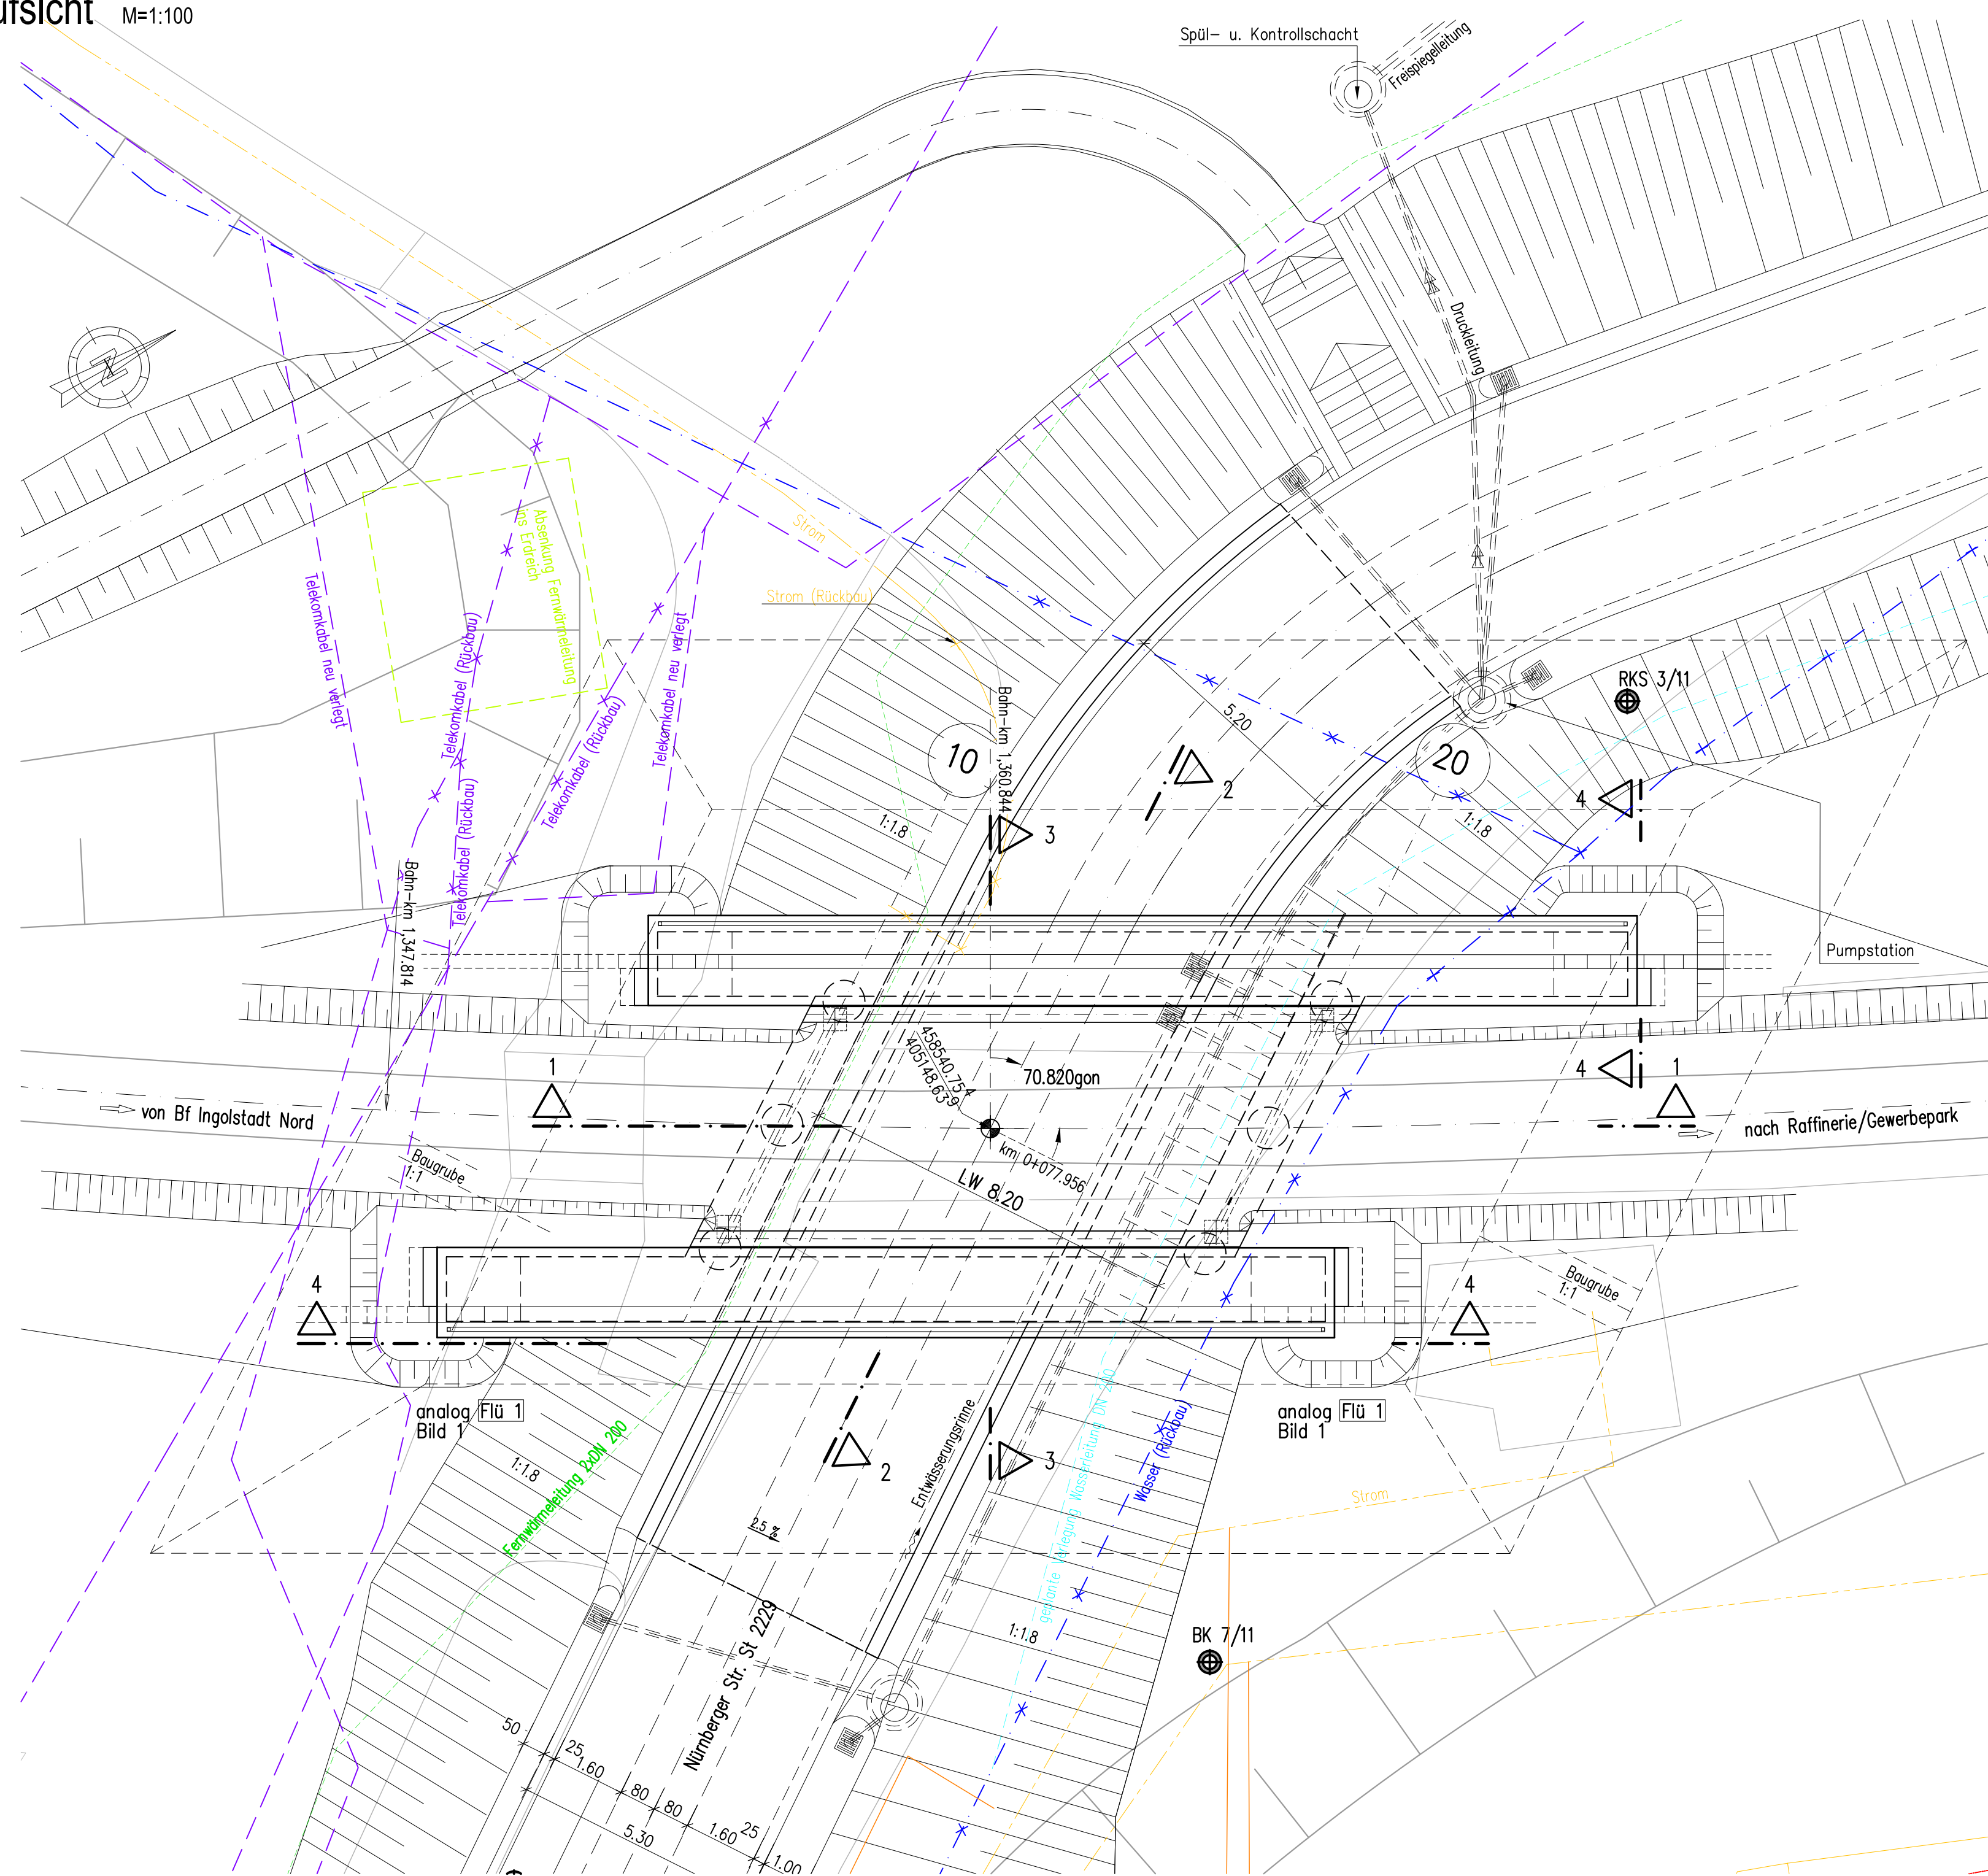 M=1:100
Spül- u. Kontrollschacht
Freispiegelleitung
Druckleitung
N
Absenkung Fernwärmeleitung
ins Erdreich
Strom
Strom (Rückbau)
Telekomkabel neu verlegt
Telekomkabel (Rückbau)
Telekomkabel (Rückbau)
Telekomkabel (Rückbau)
Telekomkabel neu verlegt
Bahn-km 1,360.844
5.20
RKS 3/11
10
20
2
3
4
1:1.8
1:1.8
Bahn-km 1,347.814
Pumpstation
458540.754
405148.639
70.820gon
1
4
1
von Bf Ingolstadt Nord
nach Raffinerie/Gewerbepark
km 0+077.956
LW 8.20
Baugrube
1:1
Baugrube
1:1
4
4
analog Flü 1
Bild 1
analog Flü 1
Bild 1
1:1.8
Fernwärmeleitung 2xDN 200
2
3
Entwässerungsrinne
geplante Verlegung Wasserleitung DN 200
Wasser (Rückbau)
Strom
2.5 %
Nürnberger Str. St 2229
1:1.8
BK 7/11
50
25
1.60
80
80
1.60
25
1.00
5.30